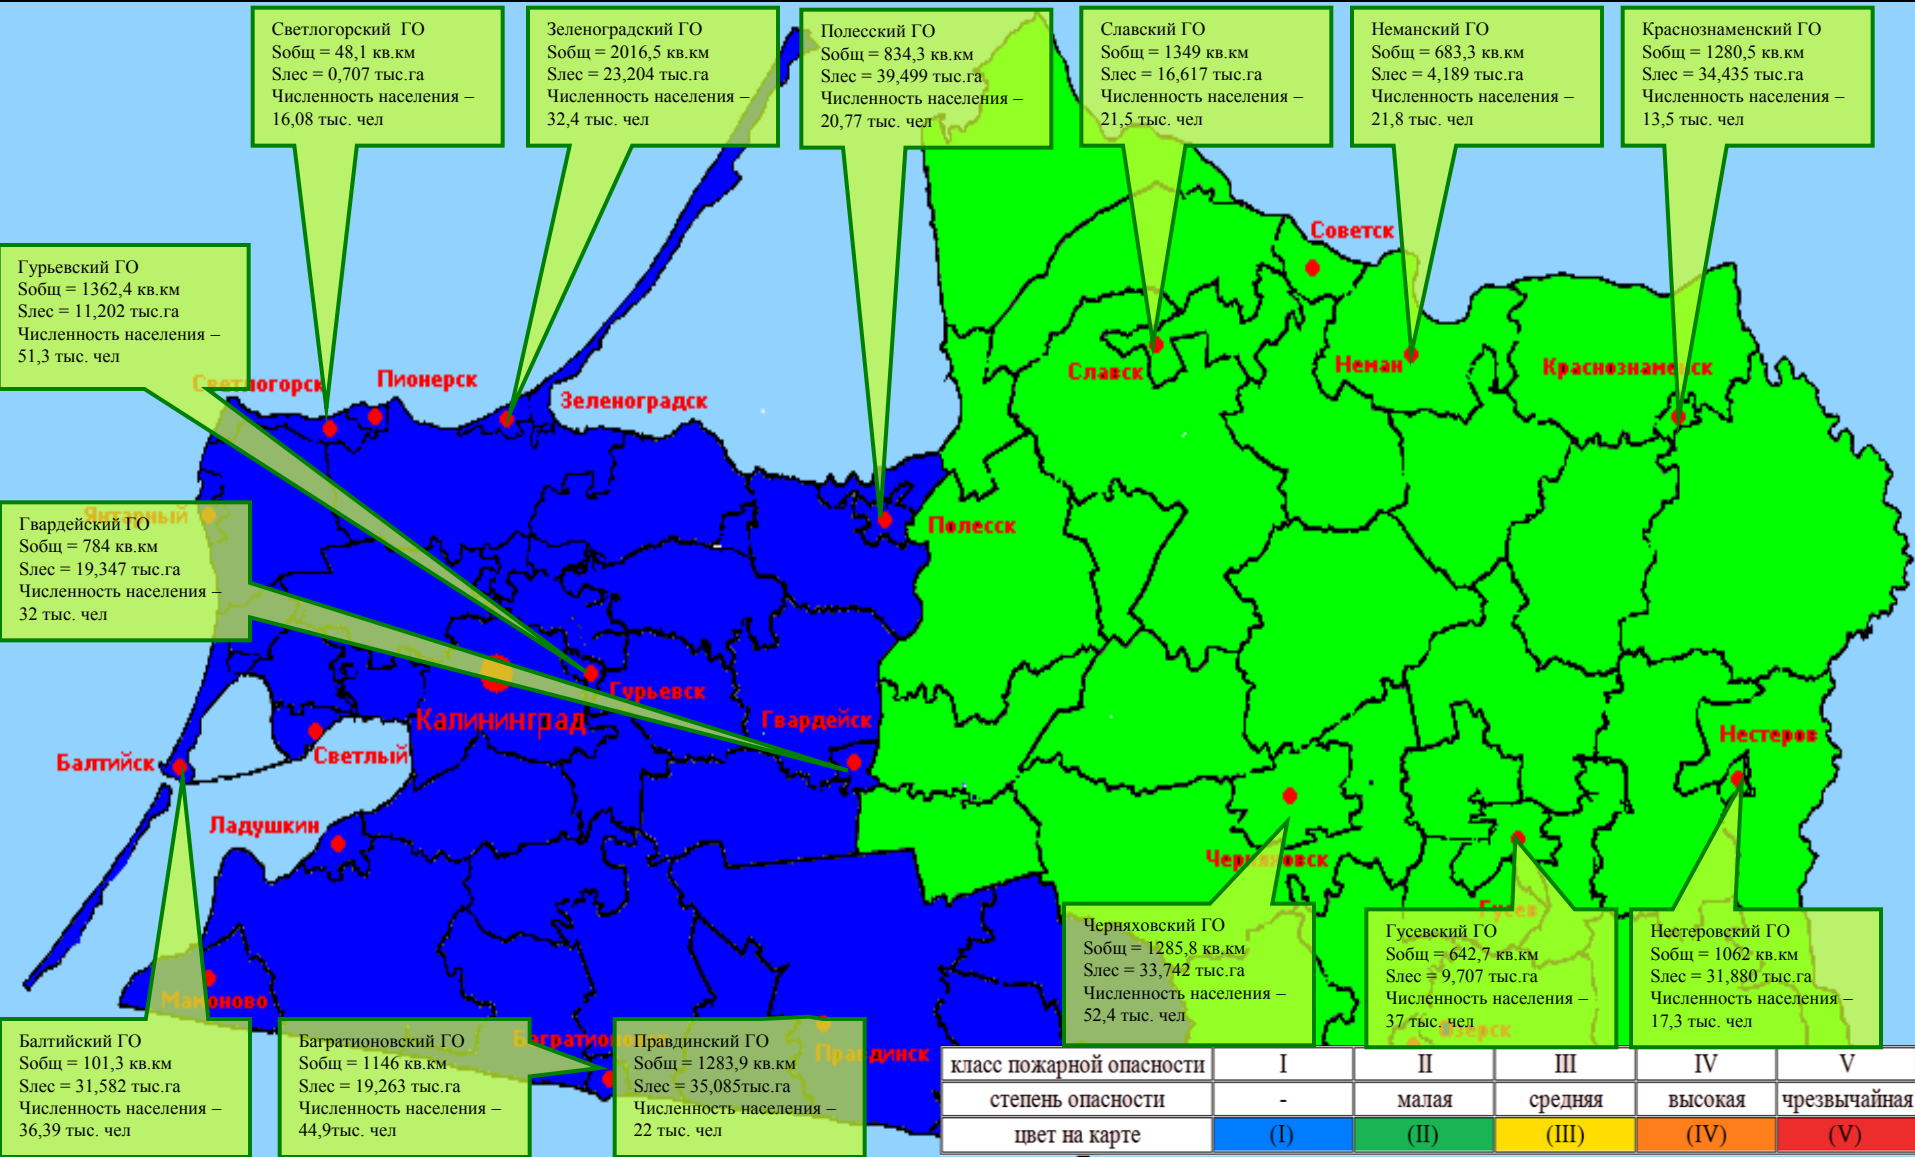 Светлогорский ГО
Sобщ = 48,1 кв.км
Sлес = 0,707 тыс.га
Численность населения –
16,08 тыс. чел
Зеленоградский ГО
Sобщ = 2016,5 кв.км
Sлес = 23,204 тыс.га
Численность населения –
32,4 тыс. чел
Полесский ГО
Sобщ = 834,3 кв.км
Sлес = 39,499 тыс.га
Численность населения –
20,77 тыс. чел
Славский ГО
Sобщ = 1349 кв.км
Sлес = 16,617 тыс.га
Численность населения –
21,5 тыс. чел
Неманский ГО
Sобщ = 683,3 кв.км
Sлес = 4,189 тыс.га
Численность населения –
21,8 тыс. чел
Краснознаменский ГО
Sобщ = 1280,5 кв.км
Sлес = 34,435 тыс.га
Численность населения –
13,5 тыс. чел
Гурьевский ГО
Sобщ = 1362,4 кв.км
Sлес = 11,202 тыс.га
Численность населения –
51,3 тыс. чел
Советск
Светлогорск
Пионерск
Зеленоградск
Славск
Неман
Краснознаменск
Янтарный
Гвардейский ГО
Sобщ = 784 кв.км
Sлес = 19,347 тыс.га
Численность населения –
32 тыс. чел
Полесск
Гурьевск
Калининград
Гвардейск
Нестеров
Балтийск
Светлый
Ладушкин
Черняховск
Гусев
Мамоново
Багратионовск
Правдинск
Озерск
Черняховский ГО
Sобщ = 1285,8 кв.км
Sлес = 33,742 тыс.га
Численность населения –
52,4 тыс. чел
Гусевский ГО
Sобщ = 642,7 кв.км
Sлес = 9,707 тыс.га
Численность населения –
37 тыс. чел
Нестеровский ГО
Sобщ = 1062 кв.км
Sлес = 31,880 тыс.га
Численность населения –
17,3 тыс. чел
Балтийский ГО
Sобщ = 101,3 кв.км
Sлес = 31,582 тыс.га
Численность населения –
36,39 тыс. чел
Багратионовский ГО
Sобщ = 1146 кв.км
Sлес = 19,263 тыс.га
Численность населения –
44,9тыс. чел
Правдинский ГО
Sобщ = 1283,9 кв.км
Sлес = 35,085тыс.га
Численность населения –
22 тыс. чел
класс пожарной опасности I II III IV V
степень опасности - малая средняя высокая чрезвычайная
цвет на карте (I) (II) (III) (IV) (V)